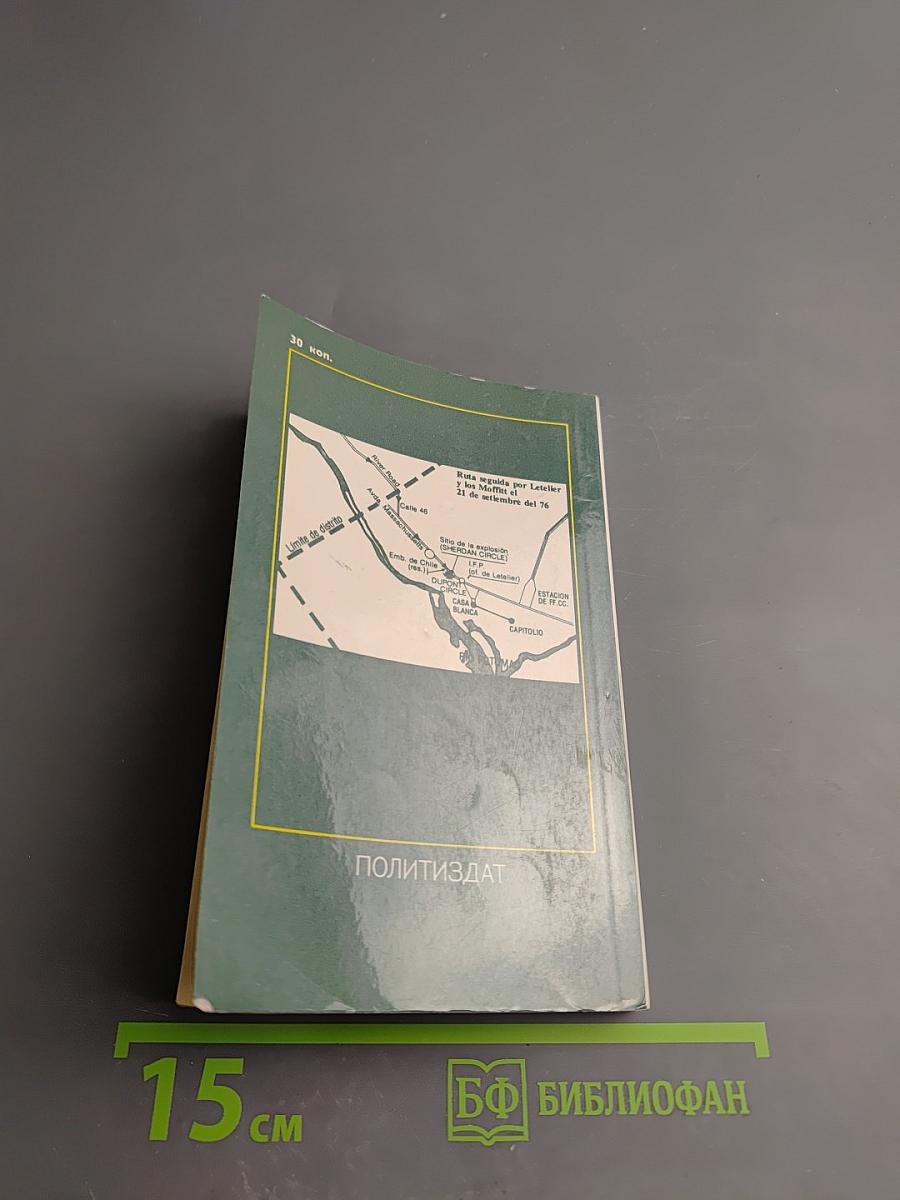 30 коп.
Ruta seguida por Letelier
y los Moffitt el
21 de setiembre del 76
River Road
Calle 46
Avda. Massachussetts
Límite de distrito
Sitio de la explosión
(SHERDAN CIRCLE)
Emb. de Chile
(res.)
I.F.P.
(of. de Letelier)
DUPONT
CIRCLE
CASA
BLANCA
ESTACION
DE FF.CC.
CAPITOLIO
ПОЛИТИЗДАТ
15 см
БФ БИБЛИОФАН